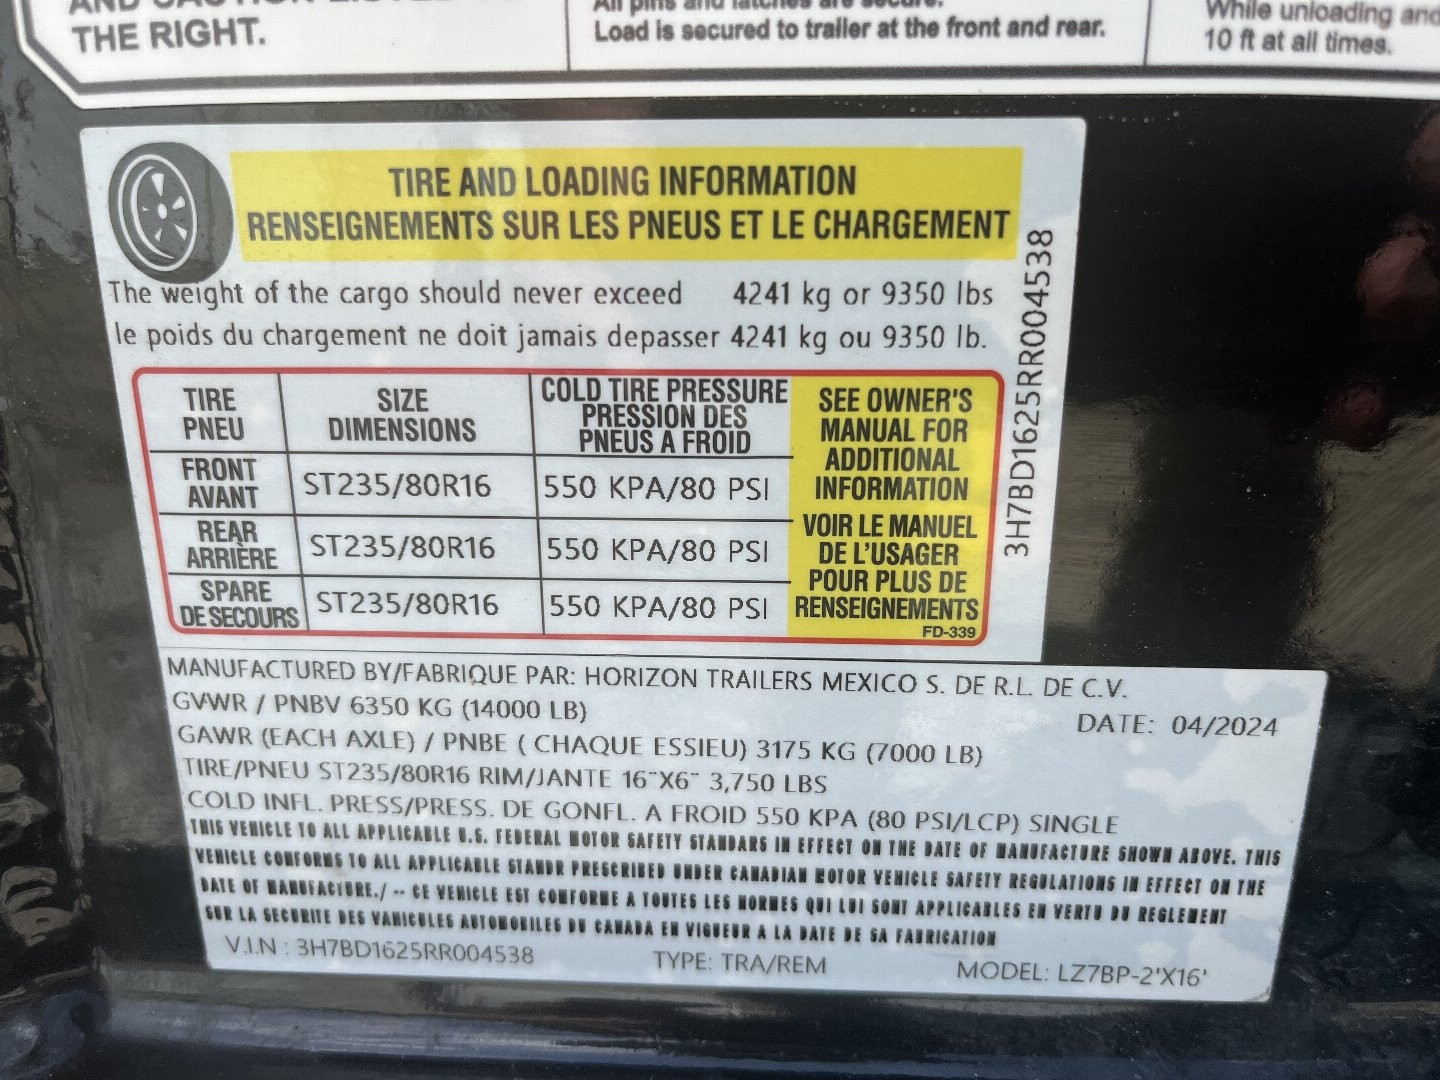 THE RIGHT.
All pins and latches are secure.
Load is secured to trailer at the front and rear.
While unloading and
10 ft at all times.
TIRE AND LOADING INFORMATION
RENSEIGNEMENTS SUR LES PNEUS ET LE CHARGEMENT
The weight of the cargo should never exceed 4241 kg or 9350 lbs
le poids du chargement ne doit jamais depasser 4241 kg ou 9350 lb.
3H7BD1625RR004538
TIRE
PNEU
SIZE
DIMENSIONS
COLD TIRE PRESSURE
PRESSION DES
PNEUS A FROID
FRONT
AVANT
ST235/80R16
550 KPA/80 PSI
REAR
ARRIÈRE
ST235/80R16
550 KPA/80 PSI
SPARE
DE SECOURS
ST235/80R16
550 KPA/80 PSI
SEE OWNER'S
MANUAL FOR
ADDITIONAL
INFORMATION
VOIR LE MANUEL
DE L'USAGER
POUR PLUS DE
RENSEIGNEMENTS
FD-339
MANUFACTURED BY/FABRIQUE PAR: HORIZON TRAILERS MEXICO S. DE R.L. DE C.V.
GVWR / PNBV 6350 KG (14000 LB)
DATE: 04/2024
GAWR (EACH AXLE) / PNBE ( CHAQUE ESSIEU) 3175 KG (7000 LB)
TIRE/PNEU ST235/80R16 RIM/JANTE 16"X6" 3,750 LBS
COLD INFL. PRESS/PRESS. DE GONFL. A FROID 550 KPA (80 PSI/LCP) SINGLE
THIS VEHICLE TO ALL APPLICABLE U.S. FEDERAL MOTOR SAFETY STANDARS IN EFFECT ON THE DATE OF MANUFACTURE SHOWN ABOVE. THIS
VEHICLE CONFORMS TO ALL APPLICABLE STANDR PRESCRIBED UNDER CANADIAN MOTOR VEHICLE SAFETY REGULATIONS IN EFFECT ON THE
DATE OF MANUFACTURE./ -- CE VEHICLE EST CONFORME A TOUTES LES NORMES QUI LUI SONT APPLICABLES EN VERTU DU REGLEMENT
SUR LA SECURITE DES VAHICULES AUTOMOBILES DU CANADA EN VIGUEUR A LA DATE DE SA FABRICATION
V.I.N : 3H7BD1625RR004538
TYPE: TRA/REM
MODEL: LZ7BP-2'X16'